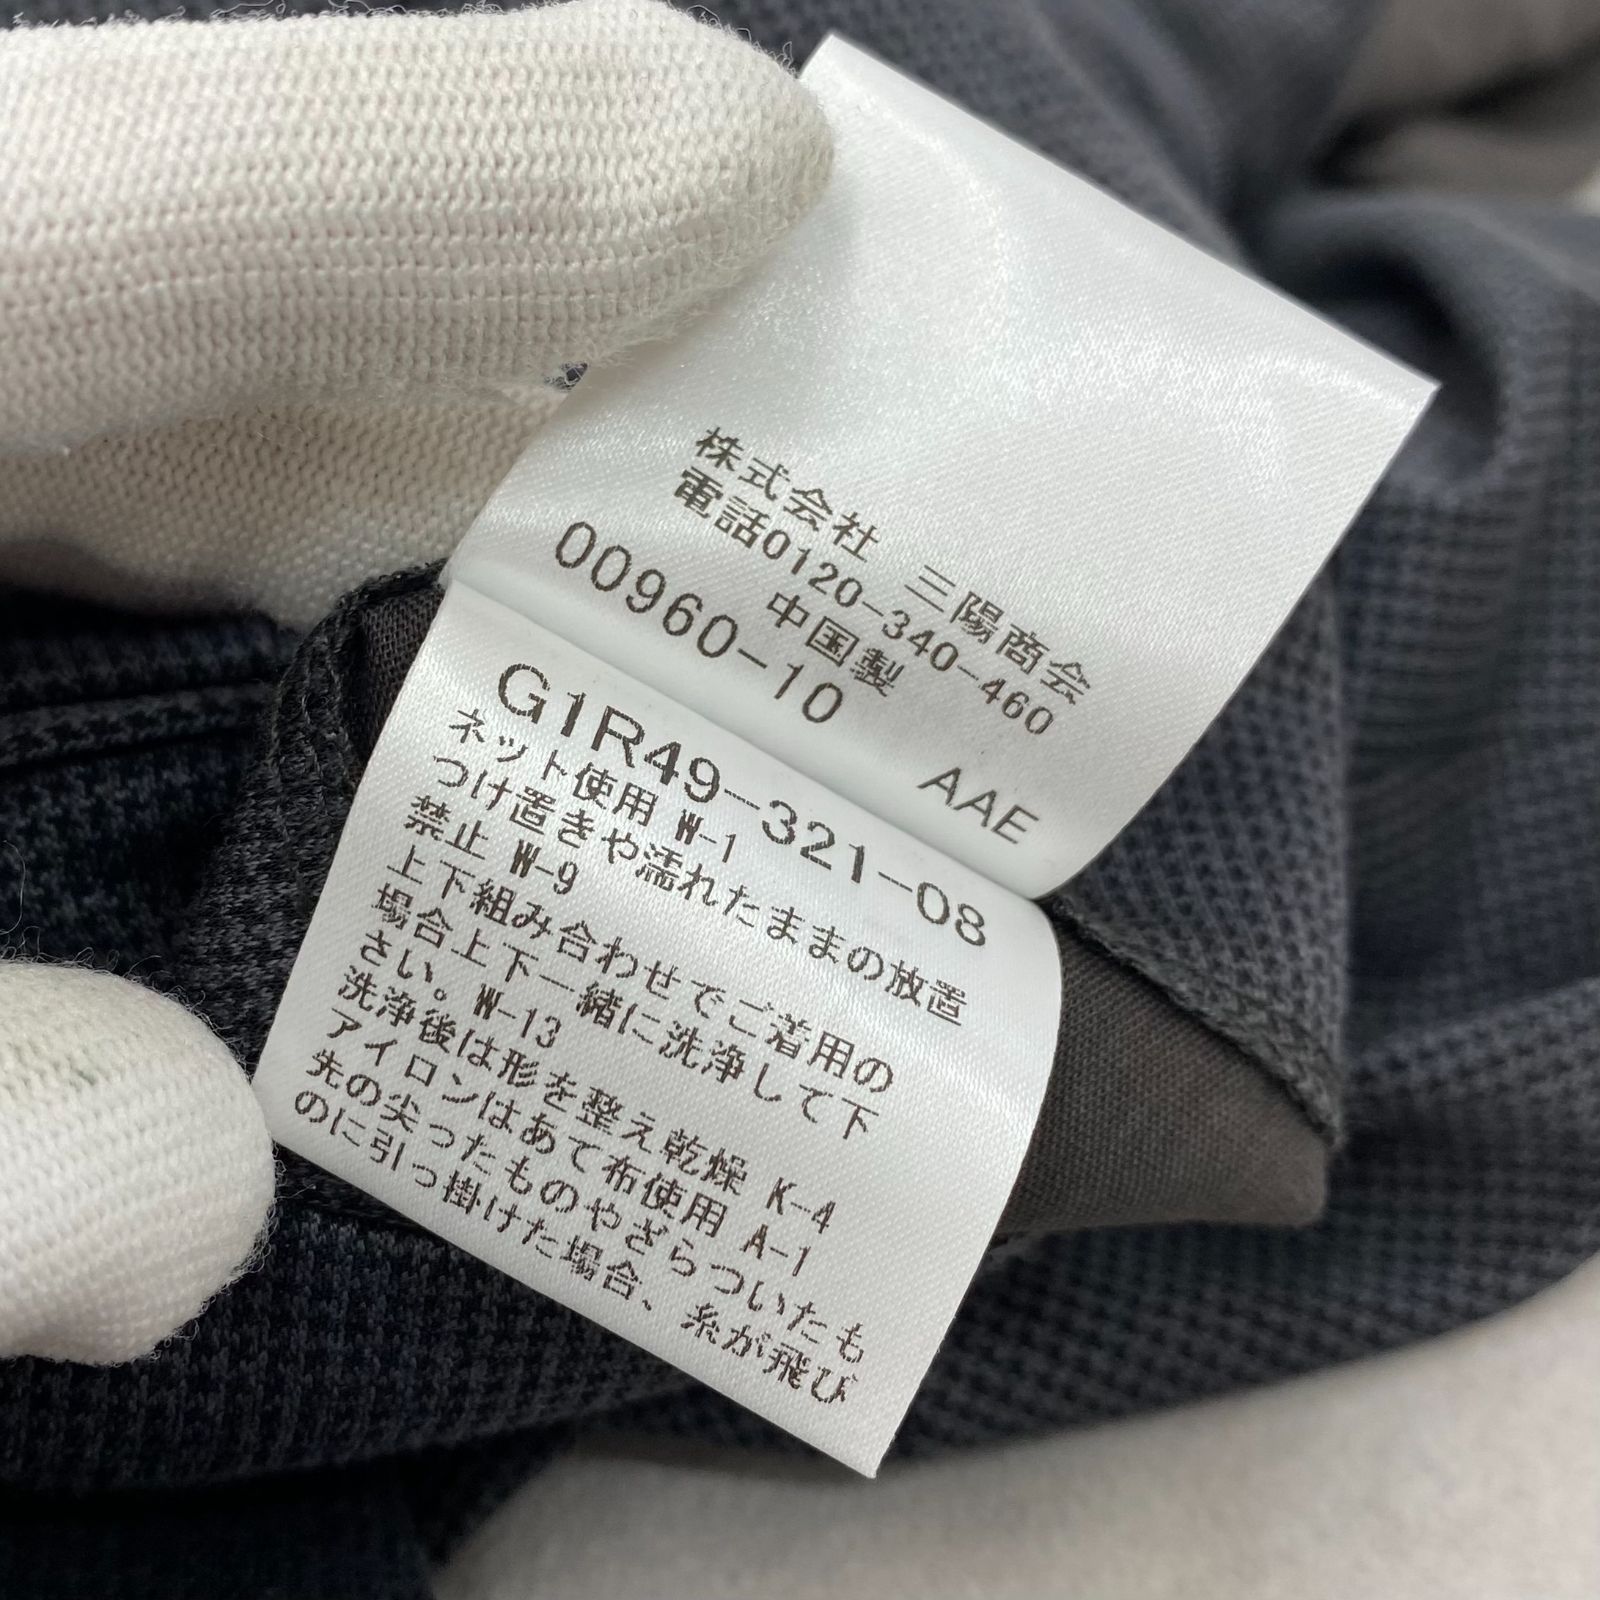 株式会社 三陽商会
電話0120-340-460
中国製
00960-10
AAE
G1R49-321-08
ネット使用 W-1
つけ置きや濡れたままの放置
禁止 W-9
上下組み合わせでご着用の
場合上下一緒に洗浄して下
さい。W-13
洗浄後は形を整え乾燥 K-4
アイロンはあて布使用 A-1
先の尖ったものやざらついたも
のに引っ掛けた場合、糸が飛び